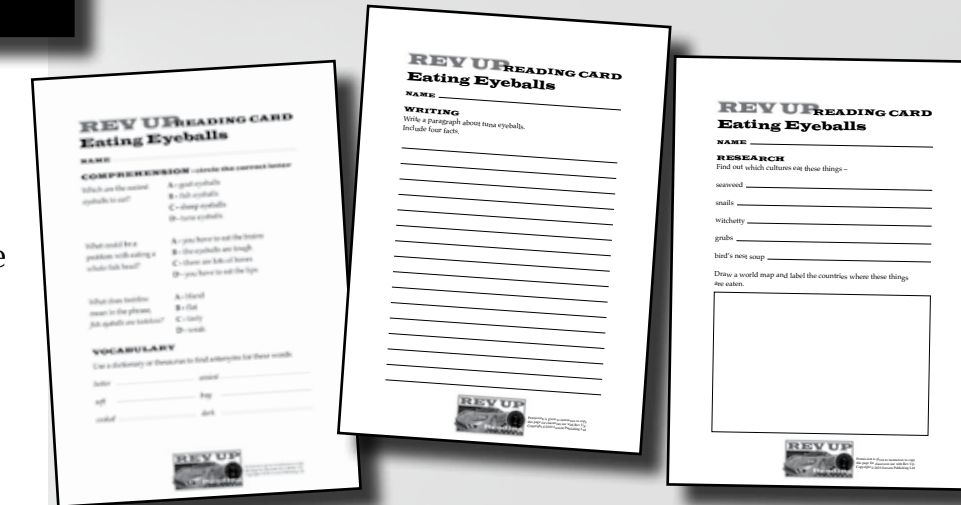 e
REV UP READING CARD
Eating Eyeballs
NAME
COMPREHENSION – circle the correct letter
Which are the easiest
eyeballs to eat?
A – goat eyeballs
B – fish eyeballs
C – sheep eyeballs
D – tuna eyeballs
What could be a
problem with eating a
whole fish head?
A – you have to eat the brains
B – the eyeballs are tough
C – there are lots of bones
D – you have to eat the lips
What does tasteless
mean in the phrase,
fish eyeballs are tasteless?
A – bland
B – flat
C – tasty
D – weak
VOCABULARY
Use a dictionary or thesaurus to find antonyms for these words
easiest
soft
long
cooked
dark
REV UP
Reading
REV UP READING CARD
Eating Eyeballs
NAME
WRITING
Write a paragraph about tuna eyeballs.
Include four facts.
REV UP
Reading
REV UP READING CARD
Eating Eyeballs
NAME
RESEARCH
Find out which cultures eat these things –
seaweed
snails
witchetty
grubs
bird's nest soup
Draw a world map and label the countries where these things
are eaten.
REV UP
Reading